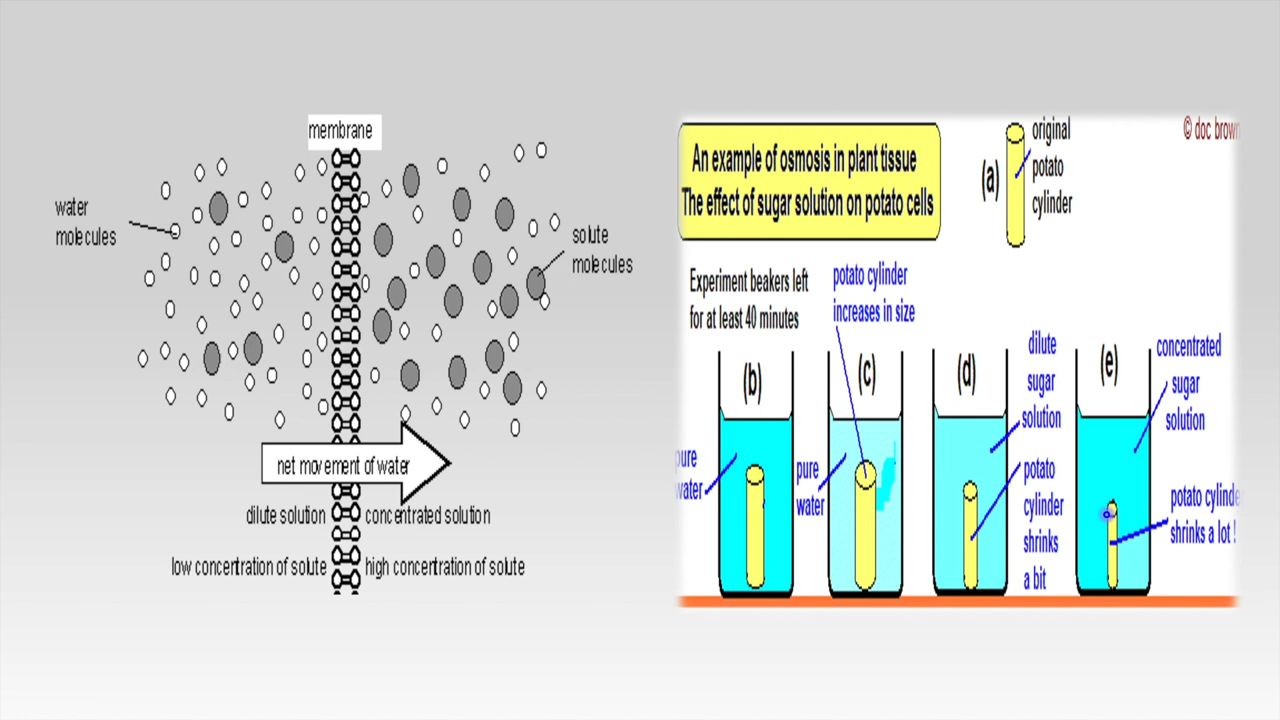 membrane
water
molecules
solute
molecules
net movement of water
dilute solution
concentrated solution
low concentration of solute
high concentration of solute
An example of osmosis in plant tissue
The effect of sugar solution on potato cells
(a)
original
potato
cylinder
© doc brown
Experiment beakers left
for at least 40 minutes
potato cylinder
increases in size
(b)
pure
water
(c)
pure
water
(d)
dilute
sugar
solution
potato
cylinder
shrinks
a bit
(e)
concentrated
sugar
solution
potato cylinde
shrinks a lot !